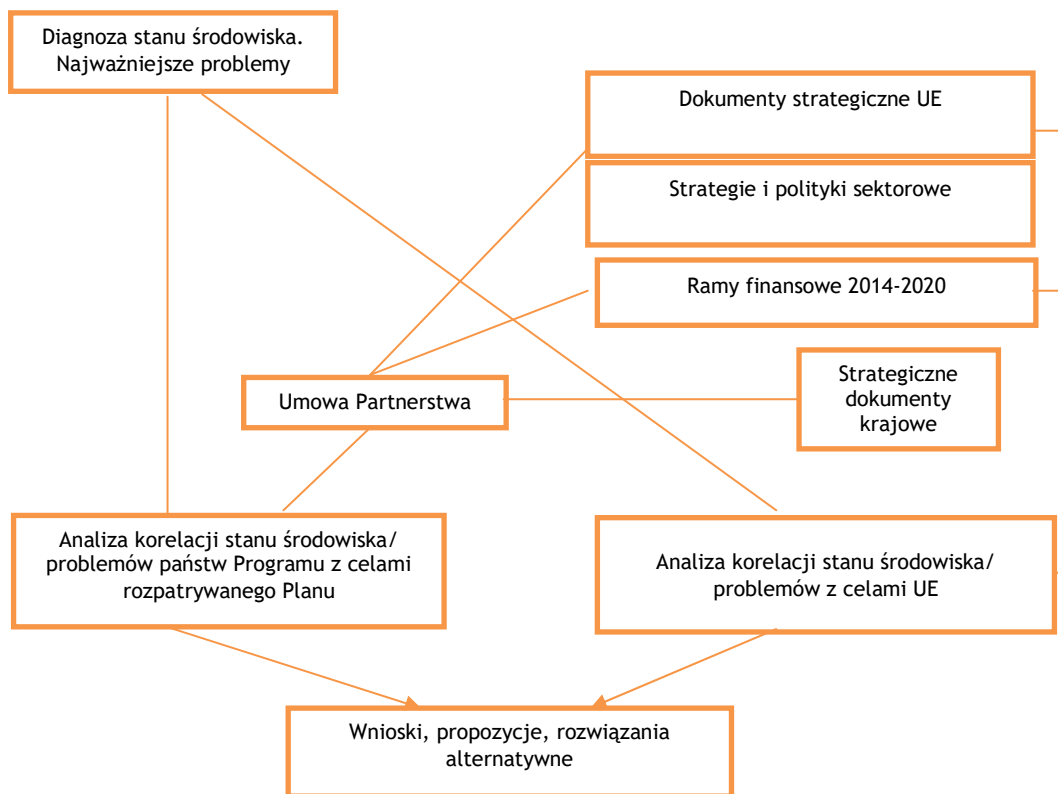 Diagnoza stanu środowiska.
Najważniejsze problemy
Dokumenty strategiczne UE
Strategie i polityki sektorowe
Ramy finansowe 2014-2020
Umowa Partnerstwa
Strategiczne
dokumenty
krajowe
Analiza korelacji stanu środowiska/
problemów państw Programu z celami
rozpatrywanego Planu
Analiza korelacji stanu środowiska/
problemów z celami UE
Wnioski, propozycje, rozwiązania
alternatywne